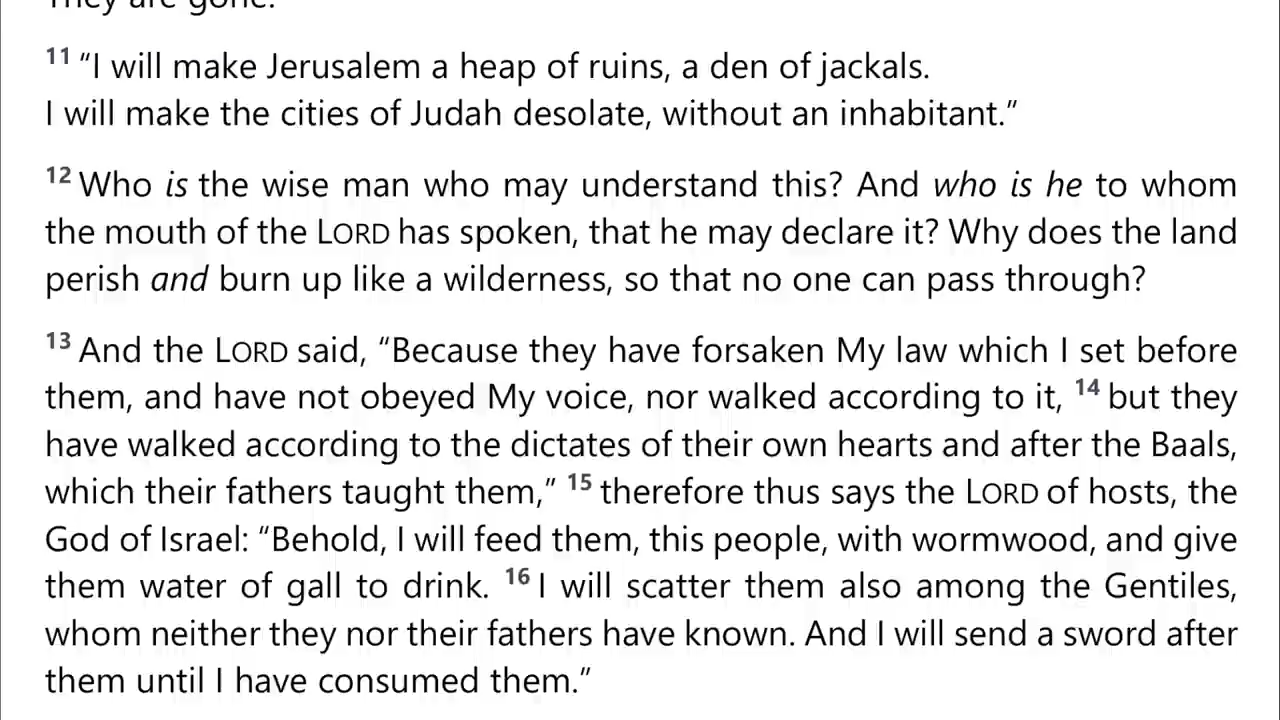 They are gone.
11 “I will make Jerusalem a heap of ruins, a den of jackals.
I will make the cities of Judah desolate, without an inhabitant.”
12 Who is the wise man who may understand this? And who is he to whom
the mouth of the LORD has spoken, that he may declare it? Why does the land
perish and burn up like a wilderness, so that no one can pass through?
13 And the LORD said, “Because they have forsaken My law which I set before
them, and have not obeyed My voice, nor walked according to it, 14 but they
have walked according to the dictates of their own hearts and after the Baals,
which their fathers taught them,” 15 therefore thus says the LORD of hosts, the
God of Israel: “Behold, I will feed them, this people, with wormwood, and give
them water of gall to drink. 16 I will scatter them also among the Gentiles,
whom neither they nor their fathers have known. And I will send a sword after
them until I have consumed them.”